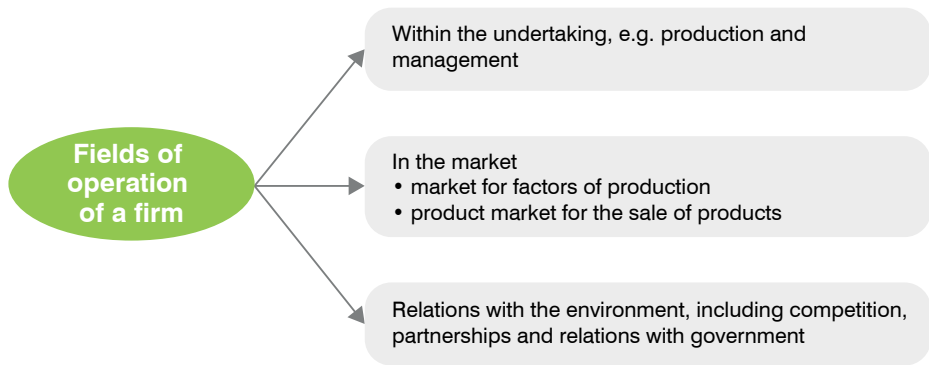 Fields of
operation
of a firm
Within the undertaking, e.g. production and
management
In the market
• market for factors of production
• product market for the sale of products
Relations with the environment, including competition,
partnerships and relations with government